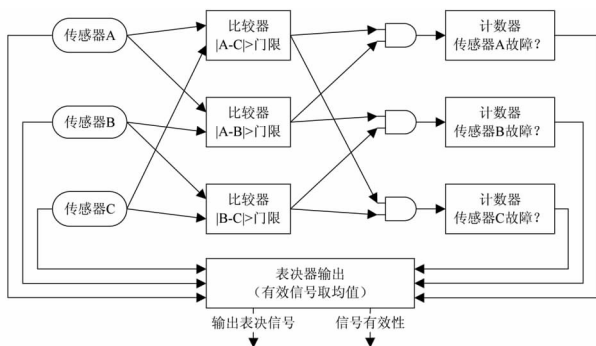 传感器A
比较器
|A-C|>门限
计数器
传感器A故障?
传感器B
比较器
|A-B|>门限
计数器
传感器B故障?
传感器C
比较器
|B-C|>门限
计数器
传感器C故障?
表决器输出
(有效信号取均值)
输出表决信号
信号有效性